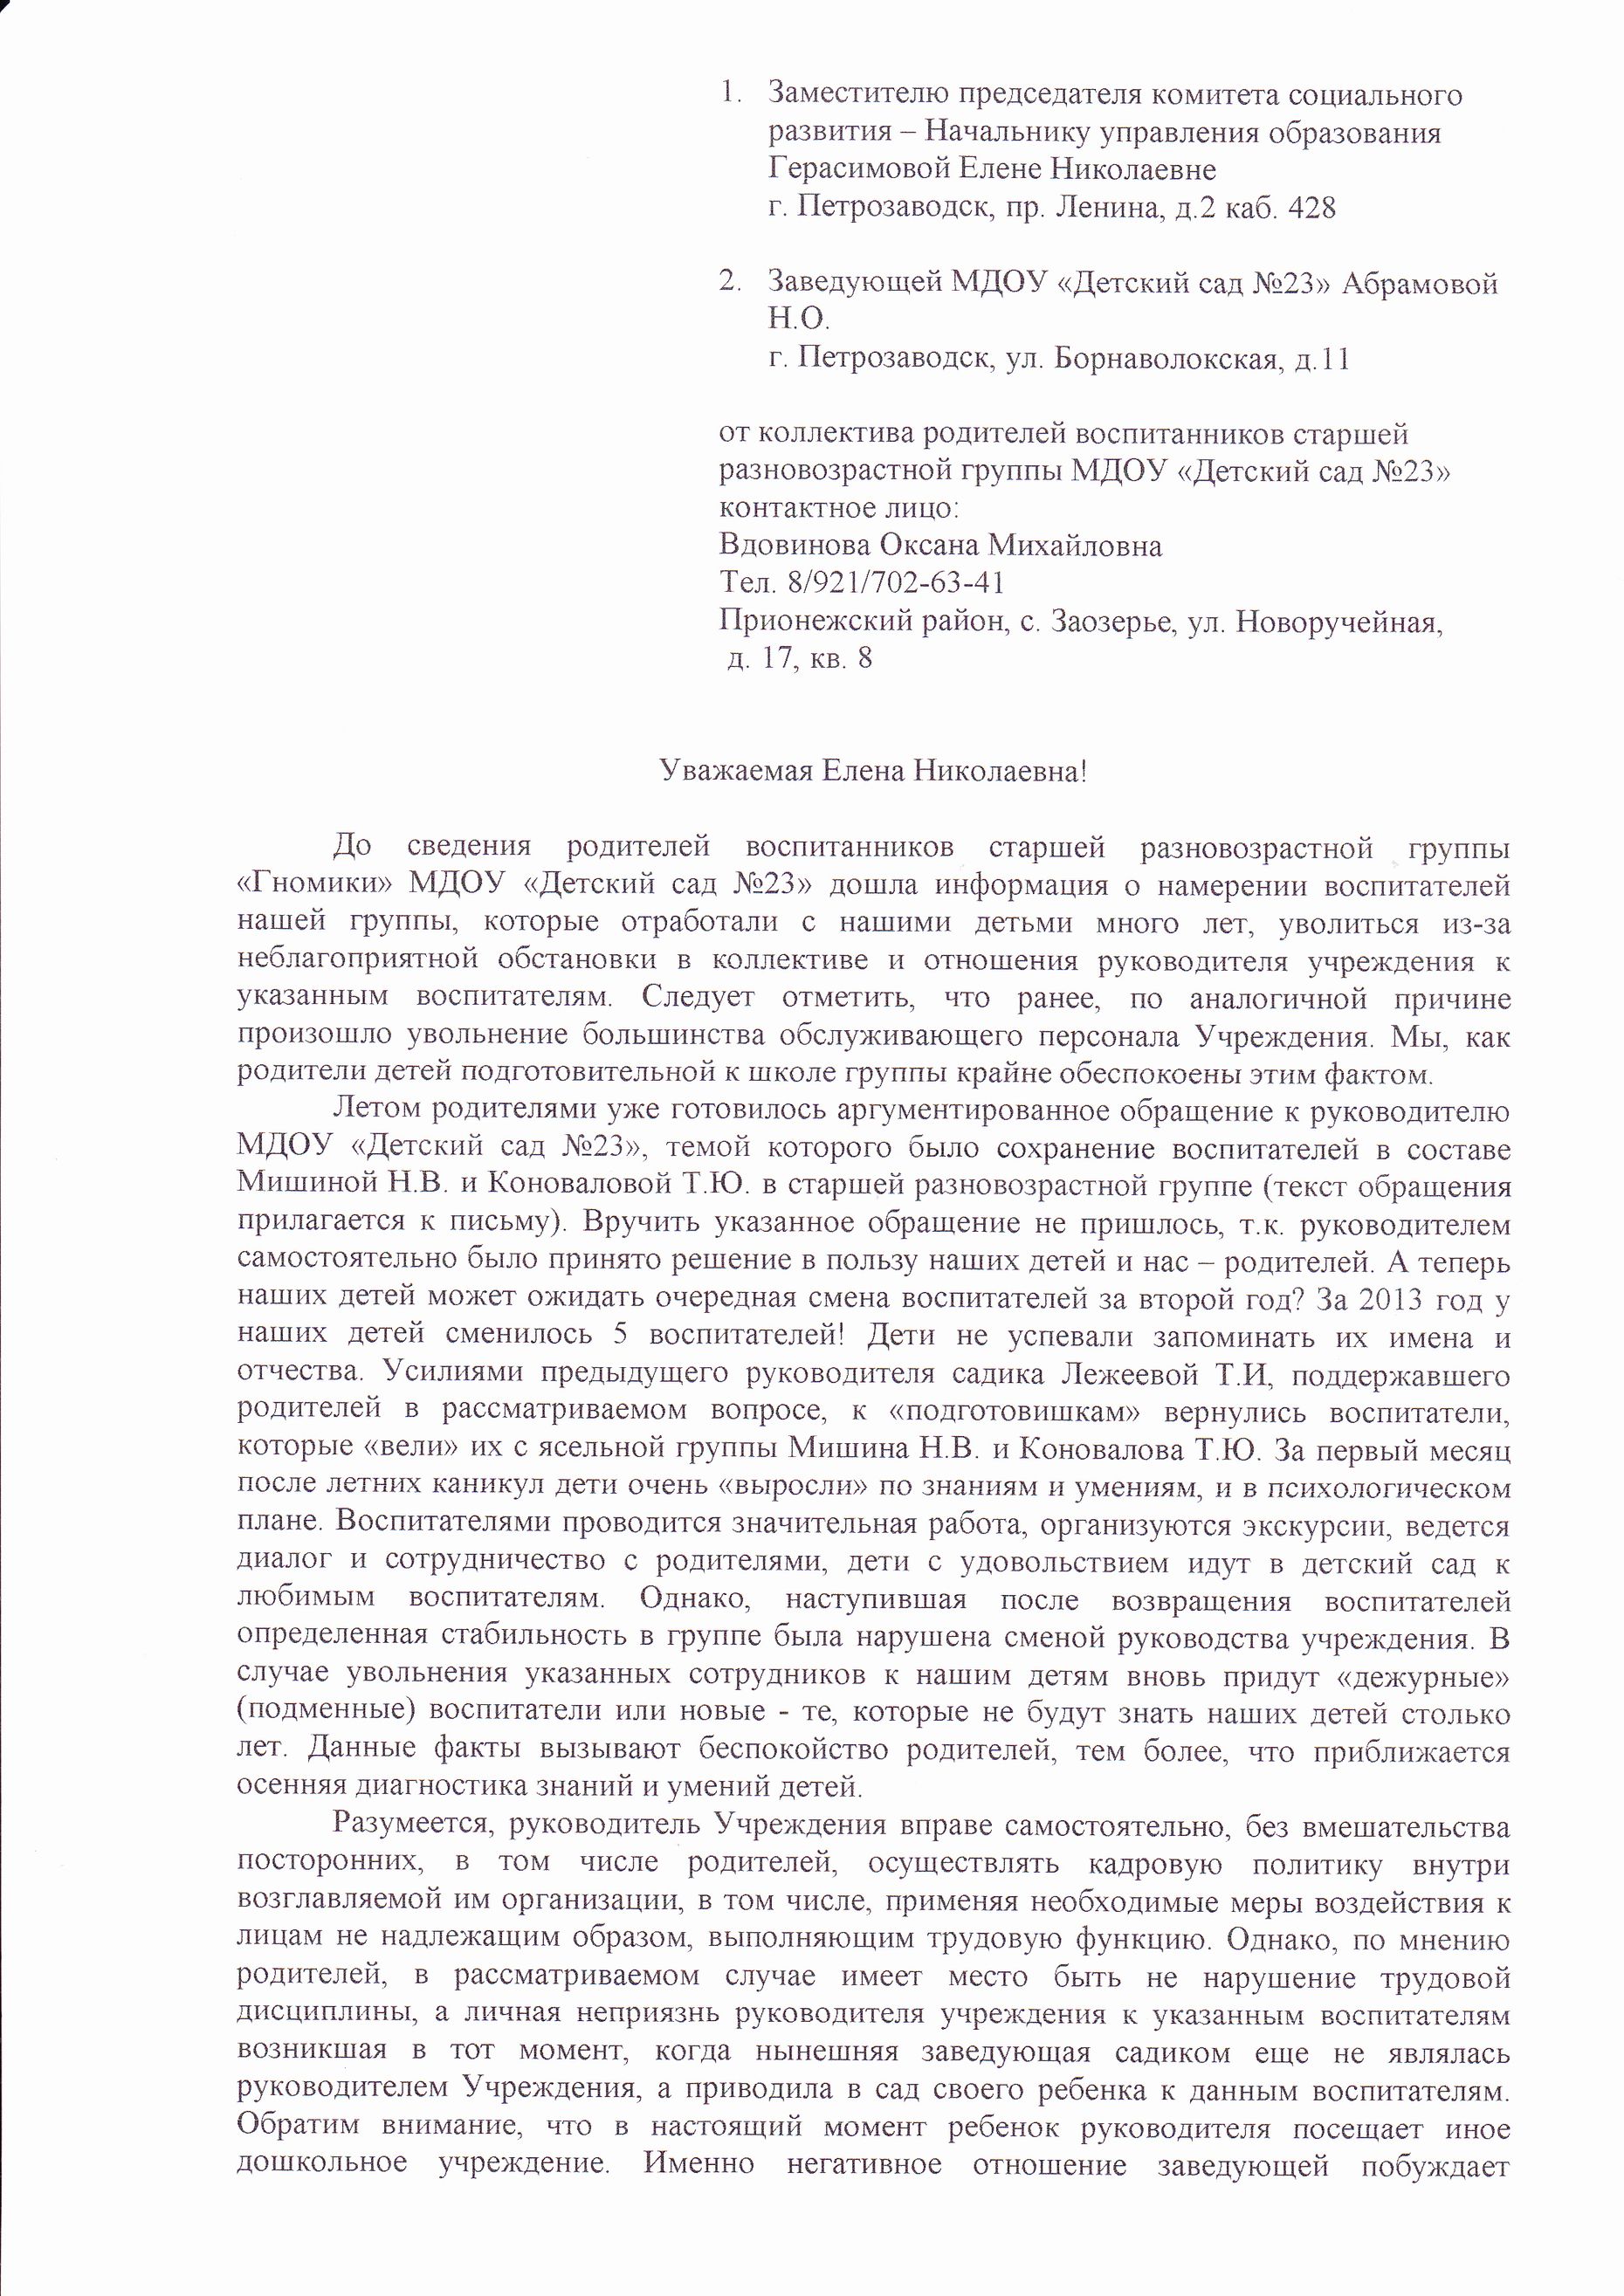 1. Заместителю председателя комитета социального
развития – Начальнику управления образования
Герасимовой Елене Николаевне
г. Петрозаводск, пр. Ленина, д.2 каб. 428
2. Заведующей МДОУ «Детский сад №23» Абрамовой
Н.О.
г. Петрозаводск, ул. Борнаволокская, д.11
от коллектива родителей воспитанников старшей
разновозрастной группы МДОУ «Детский сад №23»
контактное лицо:
Вдовинова Оксана Михайловна
Тел. 8/921/702-63-41
Прионежский район, с. Заозерье, ул. Новоручейная,
д. 17, кв. 8
Уважаемая Елена Николаевна!
До сведения родителей воспитанников старшей разновозрастной группы
«Гномики» МДОУ «Детский сад №23» дошла информация о намерении воспитателей
нашей группы, которые отработали с нашими детьми много лет, уволиться из-за
неблагоприятной обстановки в коллективе и отношения руководителя учреждения к
указанным воспитателям. Следует отметить, что ранее, по аналогичной причине
произошло увольнение большинства обслуживающего персонала Учреждения. Мы, как
родители детей подготовительной к школе группы крайне обеспокоены этим фактом.
Летом родителями уже готовилось аргументированное обращение к руководителю
МДОУ «Детский сад №23», темой которого было сохранение воспитателей в составе
Мишиной Н.В. и Коноваловой Т.Ю. в старшей разновозрастной группе (текст обращения
прилагается к письму). Вручить указанное обращение не пришлось, т.к. руководителем
самостоятельно было принято решение в пользу наших детей и нас – родителей. А теперь
наших детей может ожидать очередная смена воспитателей за второй год? За 2013 год у
наших детей сменилось 5 воспитателей! Дети не успевали запоминать их имена и
отчества. Усилиями предыдущего руководителя садика Лежеевой Т.И, поддержавшего
родителей в рассматриваемом вопросе, к «подготовишкам» вернулись воспитатели,
которые «вели» их с ясельной группы Мишина Н.В. и Коновалова Т.Ю. За первый месяц
после летних каникул дети очень «выросли» по знаниям и умениям, и в психологическом
плане. Воспитателями проводится значительная работа, организуются экскурсии, ведется
диалог и сотрудничество с родителями, дети с удовольствием идут в детский сад к
любимым воспитателям. Однако, наступившая после возвращения воспитателей
определенная стабильность в группе была нарушена сменой руководства учреждения. В
случае увольнения указанных сотрудников к нашим детям вновь придут «дежурные»
(подменные) воспитатели или новые - те, которые не будут знать наших детей столько
лет. Данные факты вызывают беспокойство родителей, тем более, что приближается
осенняя диагностика знаний и умений детей.
Разумеется, руководитель Учреждения вправе самостоятельно, без вмешательства
посторонних, в том числе родителей, осуществлять кадровую политику внутри
возглавляемой им организации, в том числе, применяя необходимые меры воздействия к
лицам не надлежащим образом, выполняющим трудовую функцию. Однако, по мнению
родителей, в рассматриваемом случае имеет место быть не нарушение трудовой
дисциплины, а личная неприязнь руководителя учреждения к указанным воспитателям
возникшая в тот момент, когда нынешняя заведующая садиком еще не являлась
руководителем Учреждения, а приводила в сад своего ребенка к данным воспитателям.
Обратим внимание, что в настоящий момент ребенок руководителя посещает иное
дошкольное учреждение. Именно негативное отношение заведующей побуждает